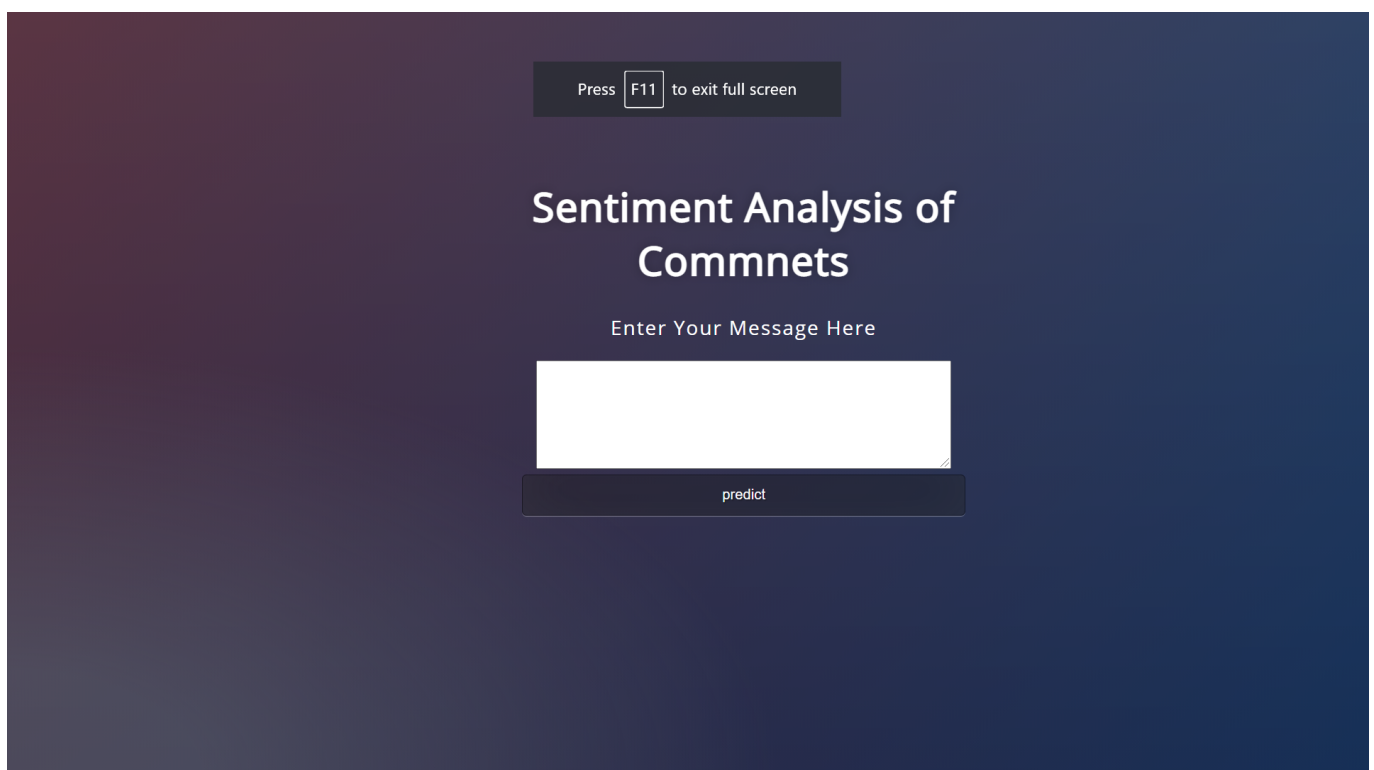 Press F11 to exit full screen
Sentiment Analysis of
Commnets
Enter Your Message Here
predict